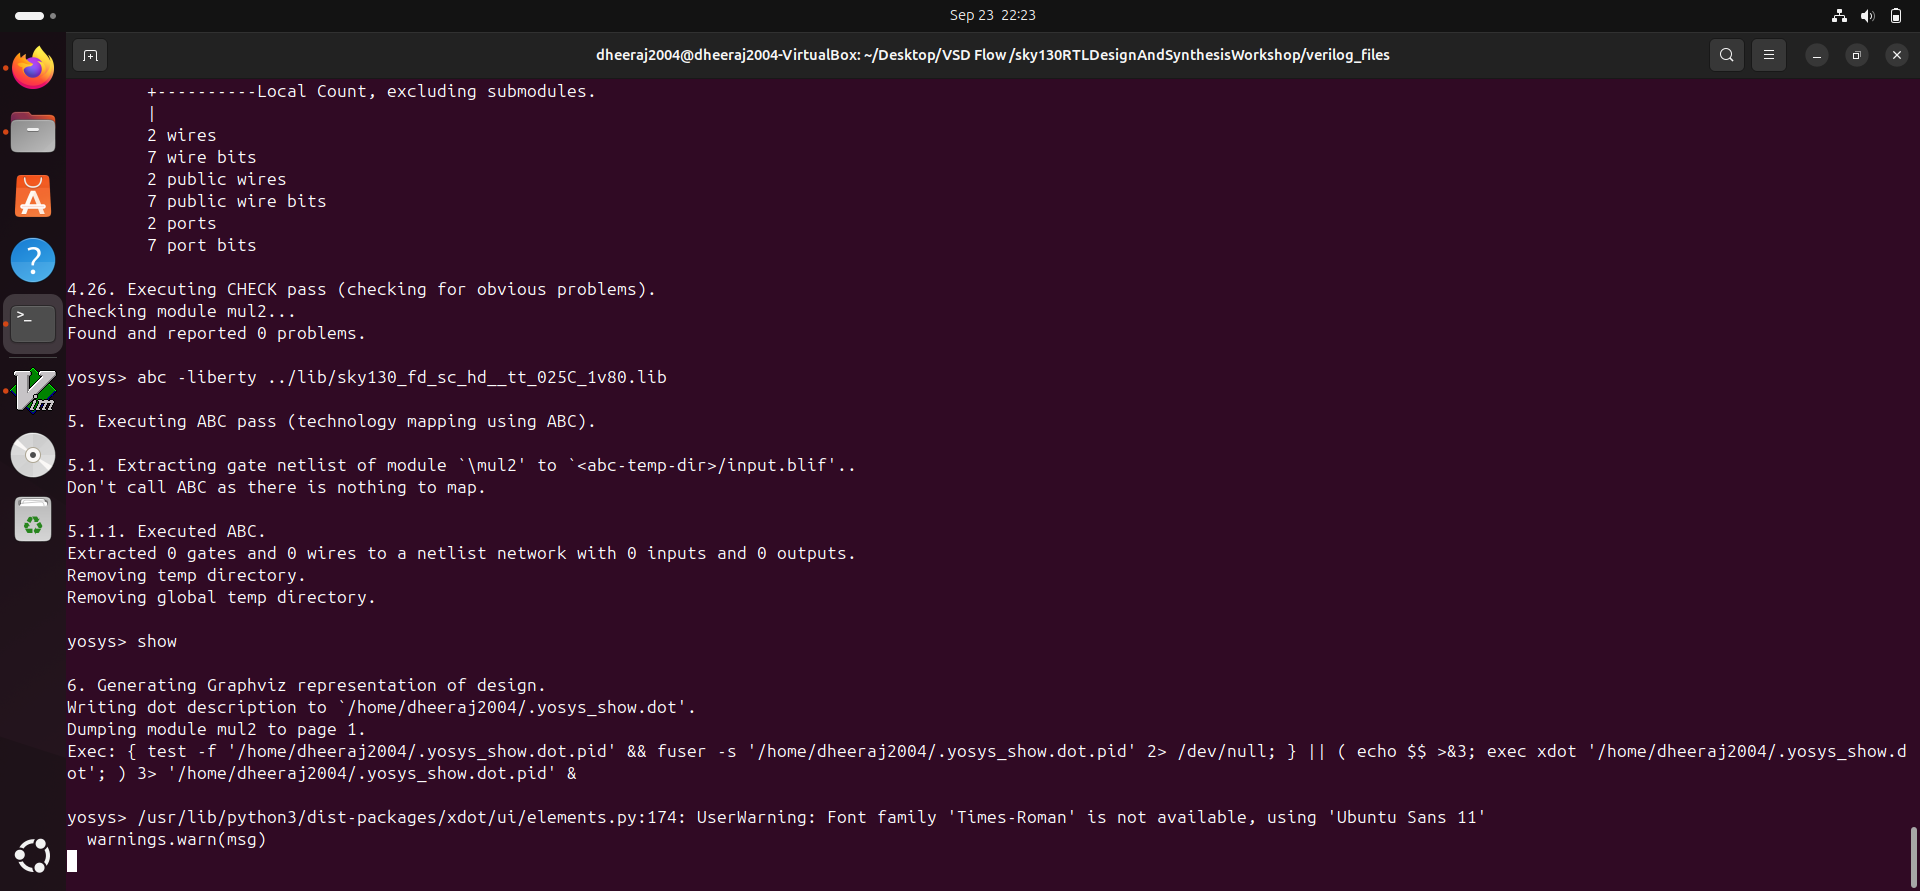 Sep 23 22:23
dheeraj2004@dheeraj2004-VirtualBox: ~/Desktop/VSD Flow /sky130RTLDesignAndSynthesisWorkshop/verilog_files
+----------Local Count, excluding submodules.
|
2 wires
7 wire bits
2 public wires
7 public wire bits
2 ports
7 port bits
4.26. Executing CHECK pass (checking for obvious problems).
Checking module mul2...
Found and reported 0 problems.
yosys> abc -liberty ../lib/sky130_fd_sc_hd__tt_025C_1v80.lib
5. Executing ABC pass (technology mapping using ABC).
5.1. Extracting gate netlist of module `\mul2' to `<abc-temp-dir>/input.blif'..
Don't call ABC as there is nothing to map.
5.1.1. Executed ABC.
Extracted 0 gates and 0 wires to a netlist network with 0 inputs and 0 outputs.
Removing temp directory.
Removing global temp directory.
yosys> show
6. Generating Graphviz representation of design.
Writing dot description to `/home/dheeraj2004/.yosys_show.dot'.
Dumping module mul2 to page 1.
Exec: { test -f '/home/dheeraj2004/.yosys_show.dot.pid' && fuser -s '/home/dheeraj2004/.yosys_show.dot.pid' 2> /dev/null; } || ( echo $$ >&3; exec xdot '/home/dheeraj2004/.yosys_show.d
ot'; ) 3> '/home/dheeraj2004/.yosys_show.dot.pid' &
yosys> /usr/lib/python3/dist-packages/xdot/ui/elements.py:174: UserWarning: Font family 'Times-Roman' is not available, using 'Ubuntu Sans 11'
warnings.warn(msg)
A
?
>_
Vim